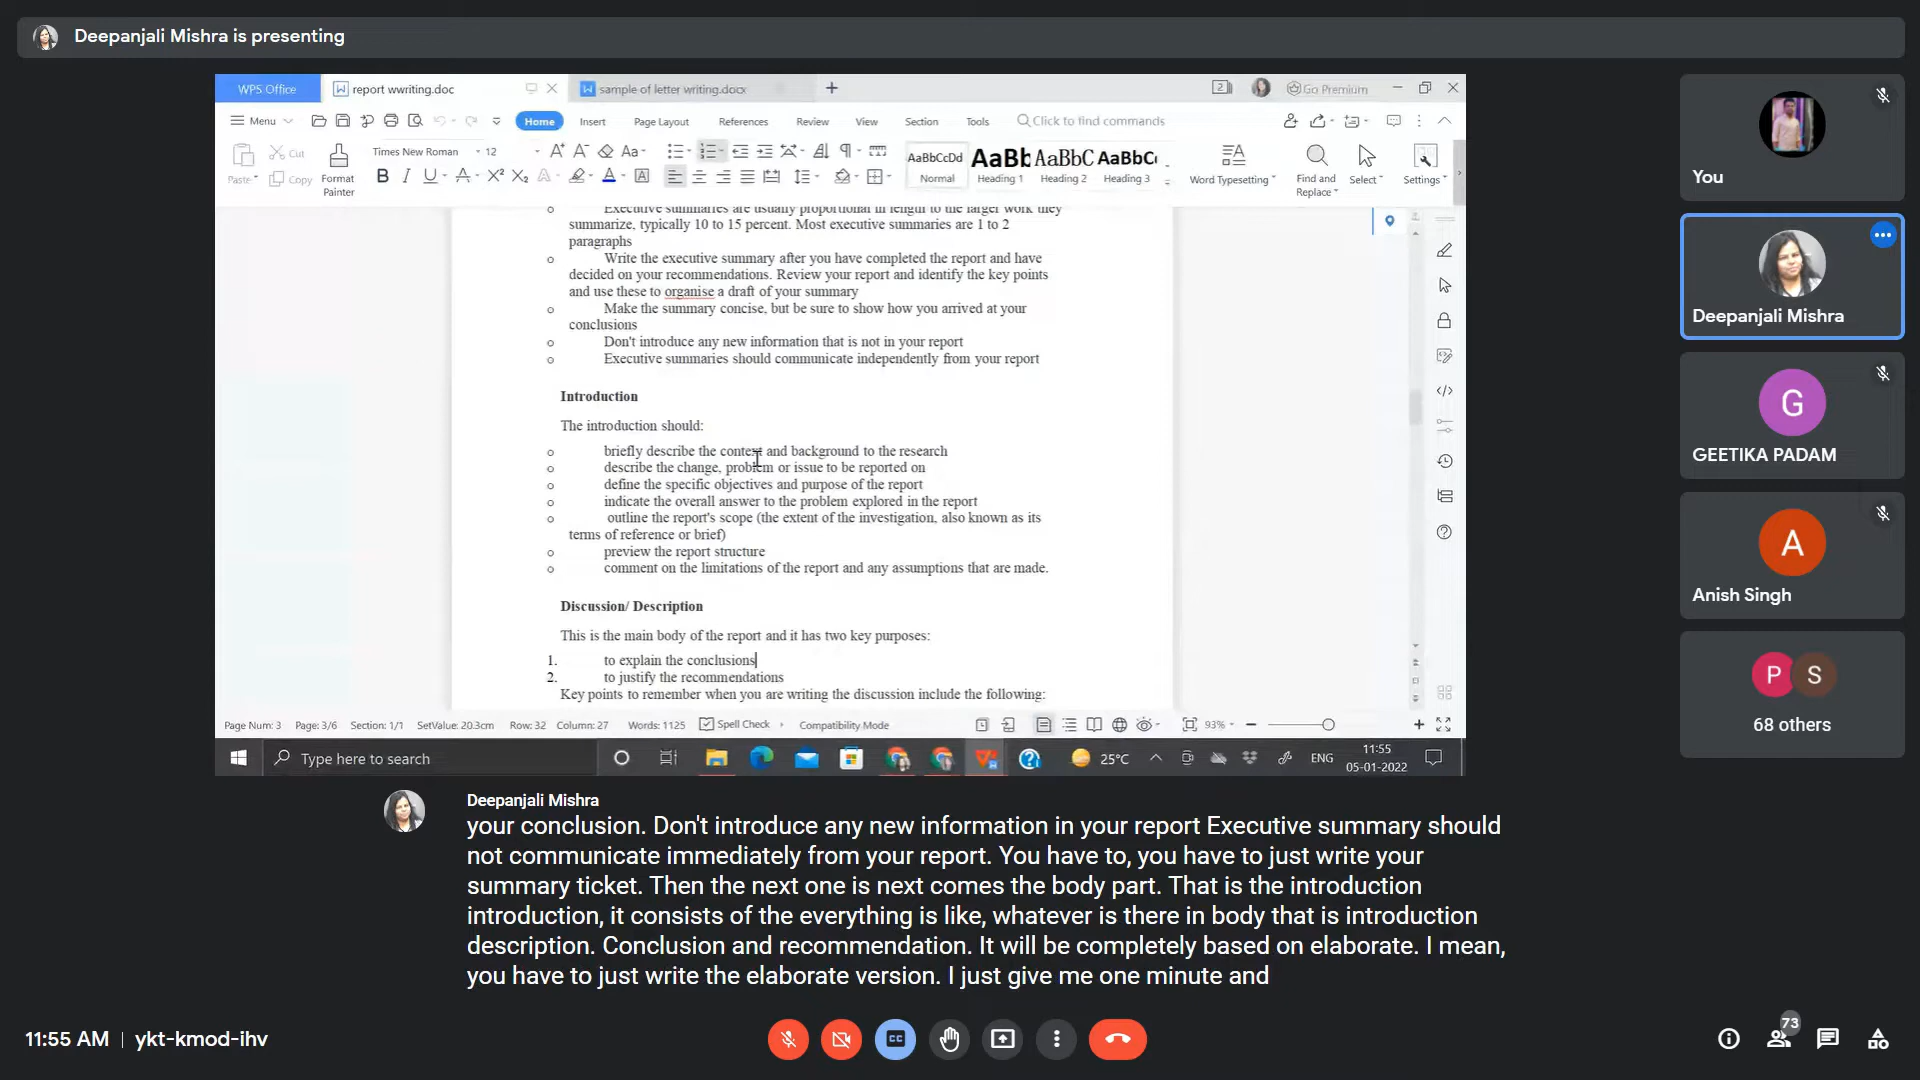 Deepanjali Mishra is presenting
WPS Office
report wwriting.doc
sample of letter writing.docx
2
Go Premium
Menu
Home
Insert
Page Layout
References
Review
View
Section
Tools
Click to find commands
Paste
Cut
Copy
Format Painter
Times New Roman
12
AaBbCcDd
Normal
AaBb
Heading 1
AaBbC
Heading 2
AaBbC
Heading 3
Word Typesetting
Find and Replace
Select
Settings
o Executive summaries are usually proportional in length to the larger work they
summarize, typically 10 to 15 percent. Most executive summaries are 1 to 2
paragraphs
o Write the executive summary after you have completed the report and have
decided on your recommendations. Review your report and identify the key points
and use these to organise a draft of your summary
o Make the summary concise, but be sure to show how you arrived at your
conclusions
o Don't introduce any new information that is not in your report
o Executive summaries should communicate independently from your report
Introduction
The introduction should:
o briefly describe the context and background to the research
o describe the change, problem or issue to be reported on
o define the specific objectives and purpose of the report
o indicate the overall answer to the problem explored in the report
o outline the report's scope (the extent of the investigation, also known as its
terms of reference or brief)
o preview the report structure
o comment on the limitations of the report and any assumptions that are made.
Discussion/ Description
This is the main body of the report and it has two key purposes:
1. to explain the conclusions
2. to justify the recommendations
Key points to remember when you are writing the discussion include the following:
Page Num: 3 Page: 3/6 Section: 1/1 SetValue: 20.3cm Row: 32 Column: 27 Words: 1125 Spell Check Compatibility Mode 93%
Type here to search
25°C
ENG
11:55
05-01-2022
You
Deepanjali Mishra
G
GEETIKA PADAM
A
Anish Singh
P S
68 others
Deepanjali Mishra
your conclusion. Don't introduce any new information in your report Executive summary should
not communicate immediately from your report. You have to, you have to just write your
summary ticket. Then the next one is next comes the body part. That is the introduction
introduction, it consists of the everything is like, whatever is there in body that is introduction
description. Conclusion and recommendation. It will be completely based on elaborate. I mean,
you have to just write the elaborate version. I just give me one minute and
11:55 AM | ykt-kmod-ihv
CC
73